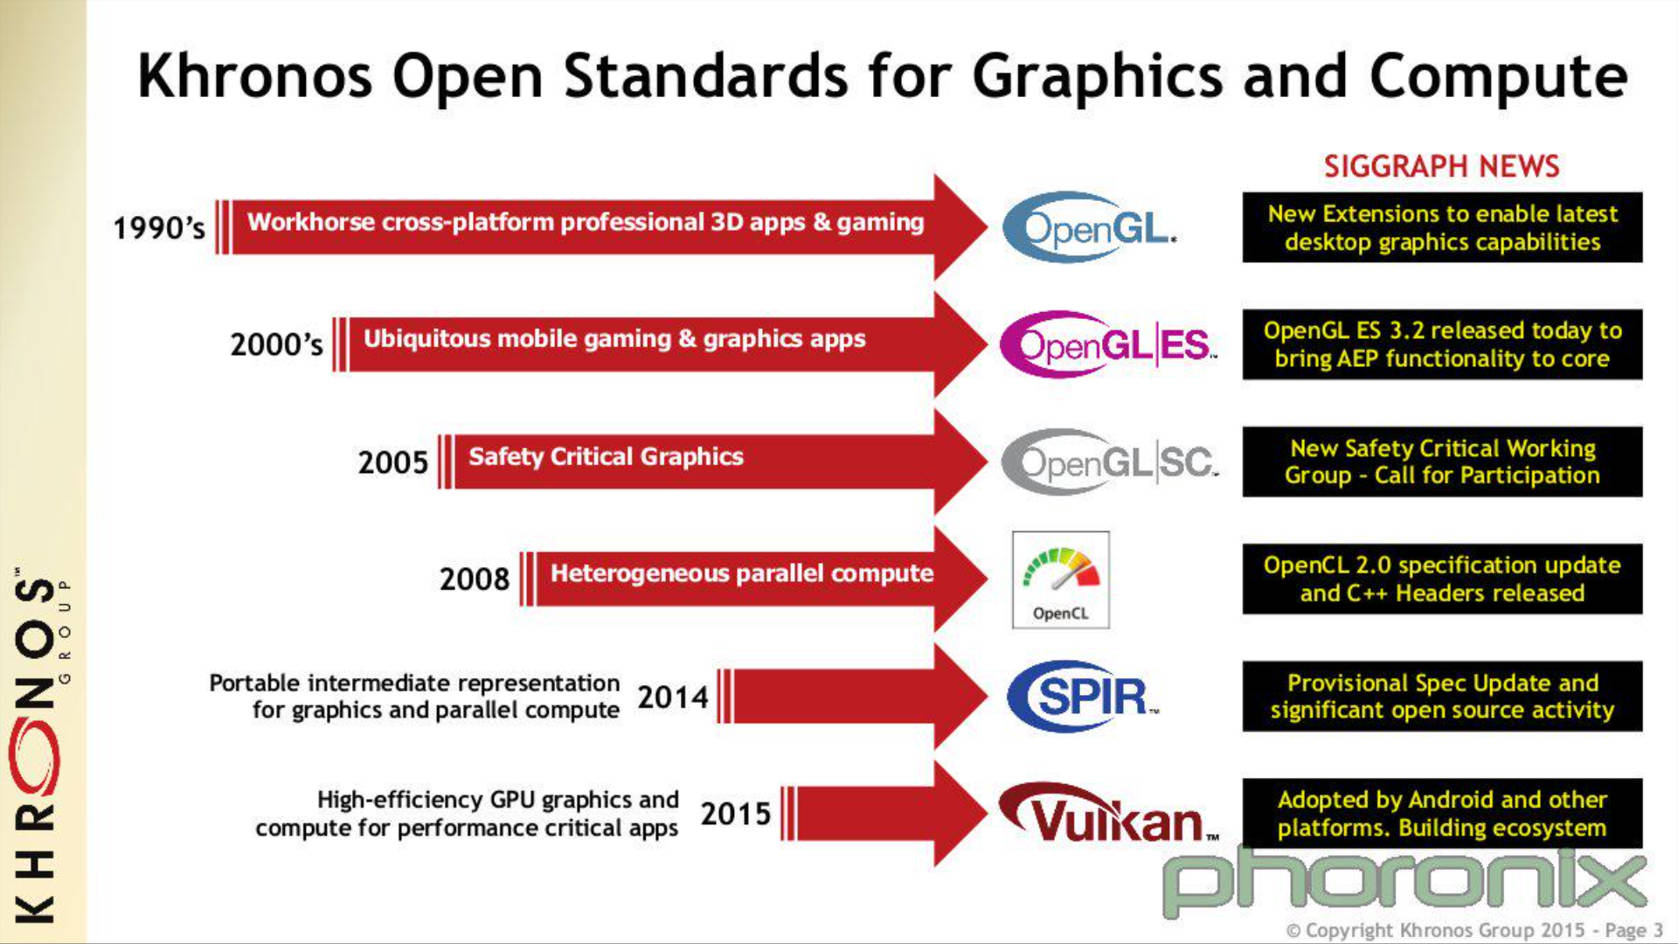 Khronos Open Standards for Graphics and Compute
SIGGRAPH NEWS
1990's
Workhorse cross-platform professional 3D apps & gaming
OpenGL®
New Extensions to enable latest
desktop graphics capabilities
2000's
Ubiquitous mobile gaming & graphics apps
OpenGL|ES™
OpenGL ES 3.2 released today to
bring AEP functionality to core
2005
Safety Critical Graphics
OpenGL|SC™
New Safety Critical Working
Group - Call for Participation
2008
Heterogeneous parallel compute
OpenCL
OpenCL 2.0 specification update
and C++ Headers released
Portable intermediate representation
for graphics and parallel compute
2014
SPIR™
Provisional Spec Update and
significant open source activity
High-efficiency GPU graphics and
compute for performance critical apps
2015
Vulkan™
Adopted by Android and other
platforms. Building ecosystem
KHRONOS™
GROUP
phoronix
© Copyright Khronos Group 2015 - Page 3